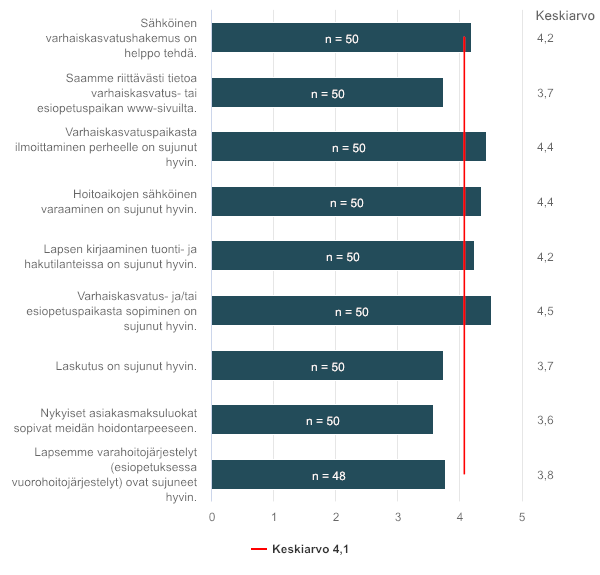 Keskiarvo
Sähköinen
varhaiskasvatushakemus on
helppo tehdä.
n = 50
4,2
Saamme riittävästi tietoa
varhaiskasvatus- tai
esiopetuspaikan www-sivuilta.
n = 50
3,7
Varhaiskasvatuspaikasta
ilmoittaminen perheelle on sujunut
hyvin.
n = 50
4,4
Hoitoaikojen sähköinen
varaaminen on sujunut hyvin.
n = 50
4,4
Lapsen kirjaaminen tuonti- ja
hakutilanteissa on sujunut hyvin.
n = 50
4,2
Varhaiskasvatus- ja/tai
esiopetuspaikasta sopiminen on
sujunut hyvin.
n = 50
4,5
Laskutus on sujunut hyvin.
n = 50
3,7
Nykyiset asiakasmaksuluokat
sopivat meidän hoidontarpeeseen.
n = 50
3,6
Lapsemme varahoitojärjestelyt
(esiopetuksessa
vuorohoitojärjestelyt) ovat sujuneet
hyvin.
n = 48
3,8
0 1 2 3 4 5
Keskiarvo 4,1